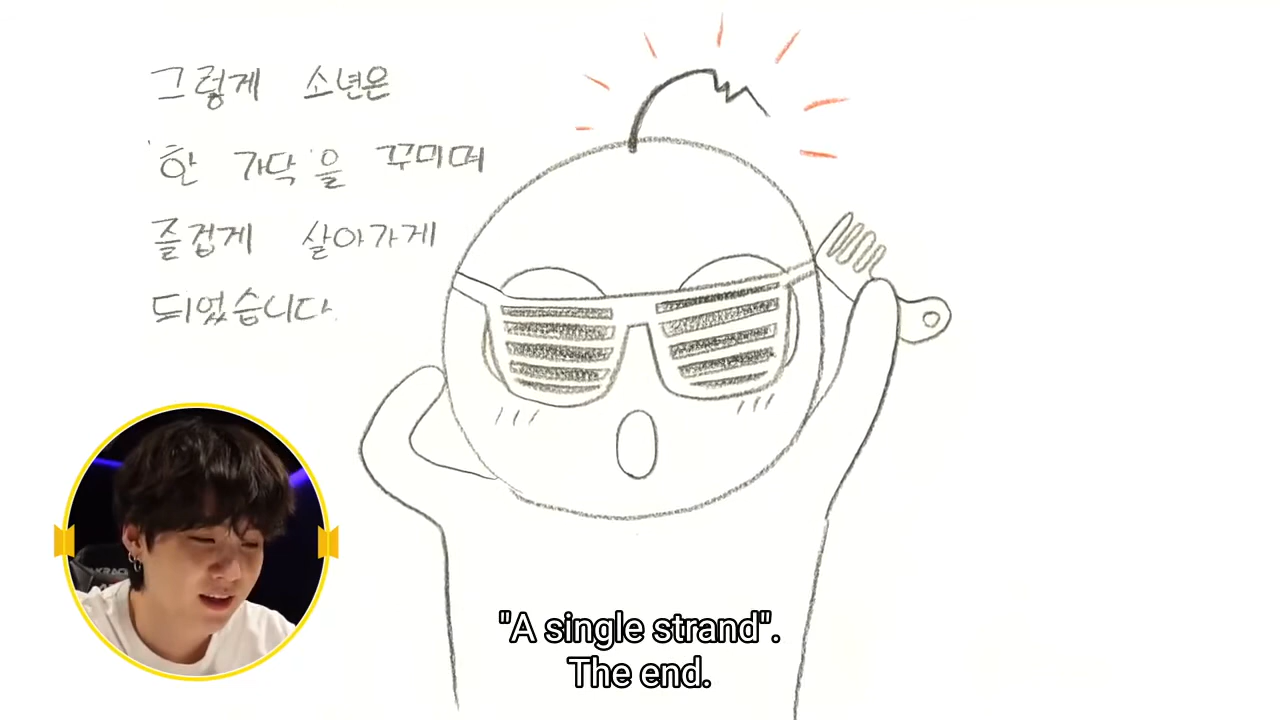 그렇게 소년은
'한 가닥'을 꾸미며
즐겁게 살아가게
되었습니다.
"A single strand".
The end.